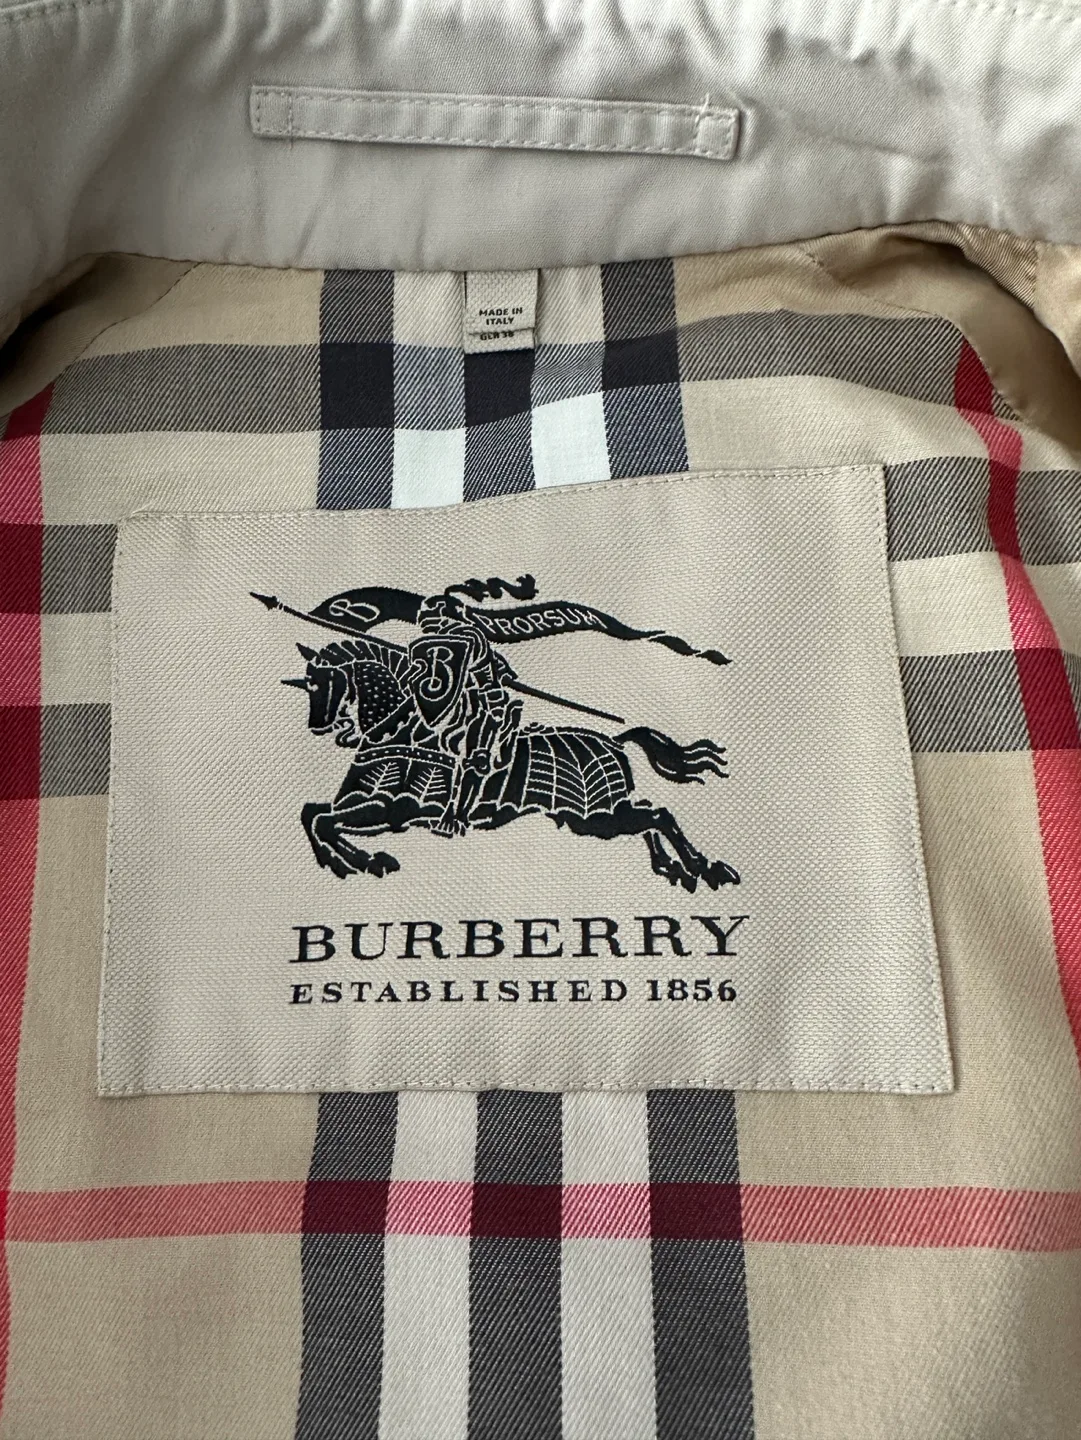 MADE IN
ITALY
B PRORSUM
B
BURBERRY
ESTABLISHED 1856